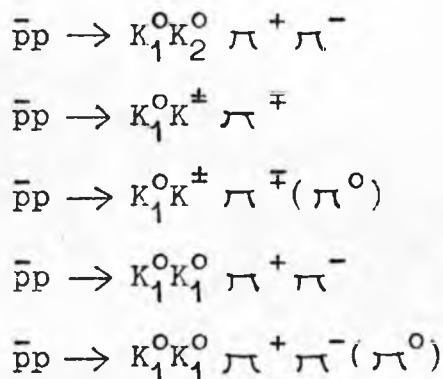 p̄p → K₁⁰K₂⁰ π⁺π⁻
p̄p → K₁⁰K± π∓
p̄p → K₁⁰K± π∓(π⁰)
p̄p → K₁⁰K₁⁰ π⁺π⁻
p̄p → K₁⁰K₁⁰ π⁺π⁻(π⁰)